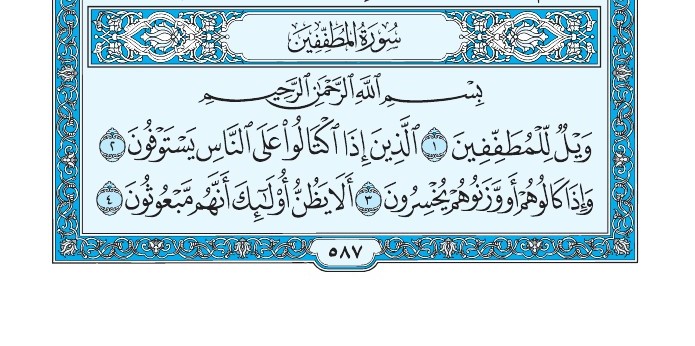 سُورَةُ المُطَفِّفِينَ
بِسْمِ ٱللَّهِ ٱلرَّحْمَٰنِ ٱلرَّحِيمِ
وَيْلٌ لِّلْمُطَفِّفِينَ ١ ٱلَّذِينَ إِذَا ٱكْتَالُوا۟ عَلَى ٱلنَّاسِ يَسْتَوْفُونَ ٢
وَإِذَا كَالُوهُمْ أَو وَّزَنُوهُمْ يُخْسِرُونَ ٣ أَلَا يَظُنُّ أُو۟لَٰٓئِكَ أَنَّهُم مَّبْعُوثُونَ ٤
٥٨٧